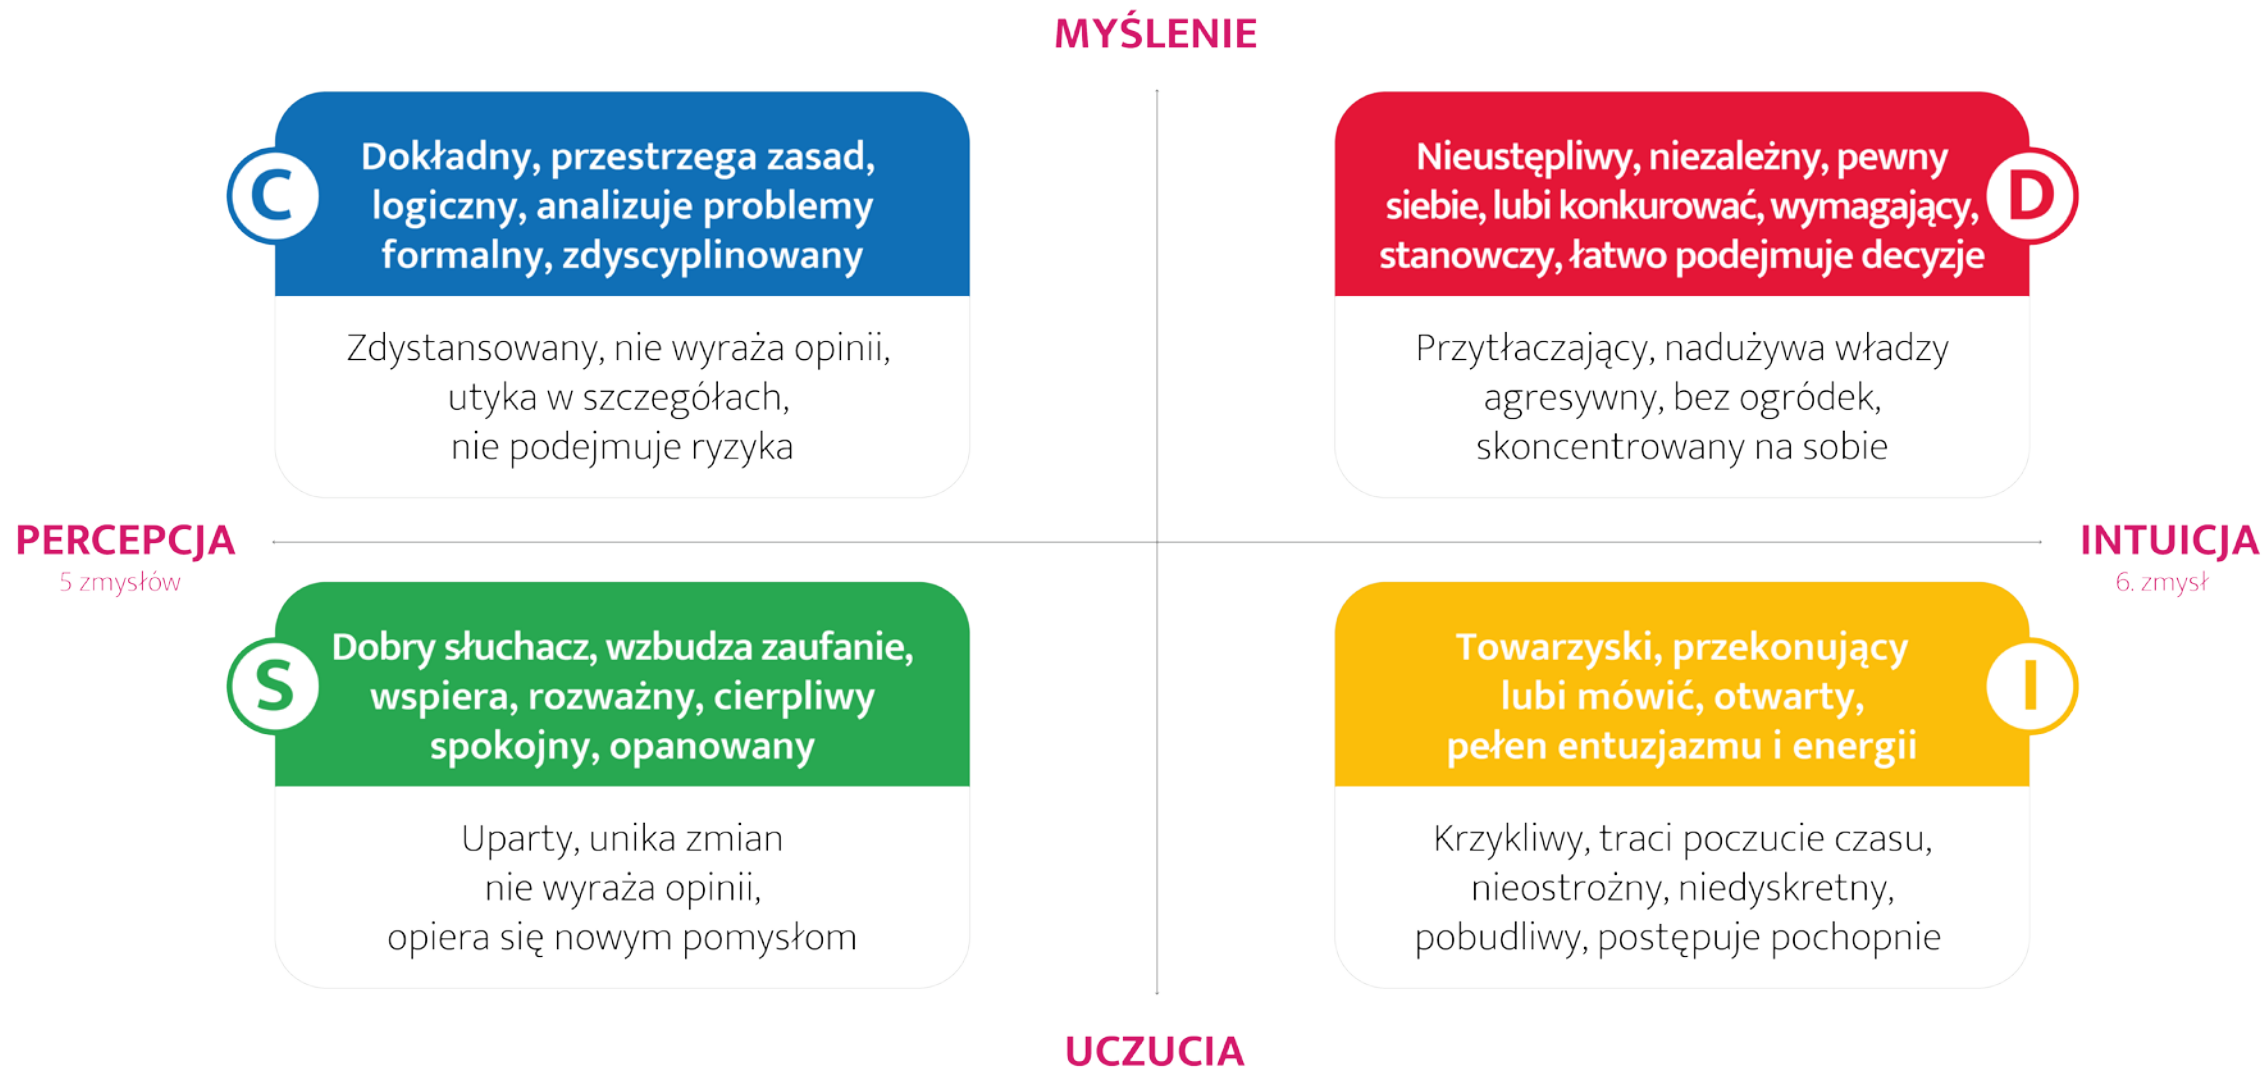 MYŚLENIE
C
Dokładny, przestrzega zasad,
logiczny, analizuje problemy
formalny, zdyscyplinowany
Zdystansowany, nie wyraża opinii,
utyka w szczegółach,
nie podejmuje ryzyka
D
Nieustępliwy, niezależny, pewny
siebie, lubi konkurować, wymagający,
stanowczy, łatwo podejmuje decyzje
Przytłaczający, nadużywa władzy
agresywny, bez ogródek,
skoncentrowany na sobie
PERCEPCJA
5 zmysłów
INTUICJA
6. zmysł
S
Dobry słuchacz, wzbudza zaufanie,
wspiera, rozważny, cierpliwy
spokojny, opanowany
Uparty, unika zmian
nie wyraża opinii,
opiera się nowym pomysłom
I
Towarzyski, przekonujący
lubi mówić, otwarty,
pełen entuzjazmu i energii
Krzykliwy, traci poczucie czasu,
nieostrożny, niedyskretny,
pobudliwy, postępuje pochopnie
UCZUCIA